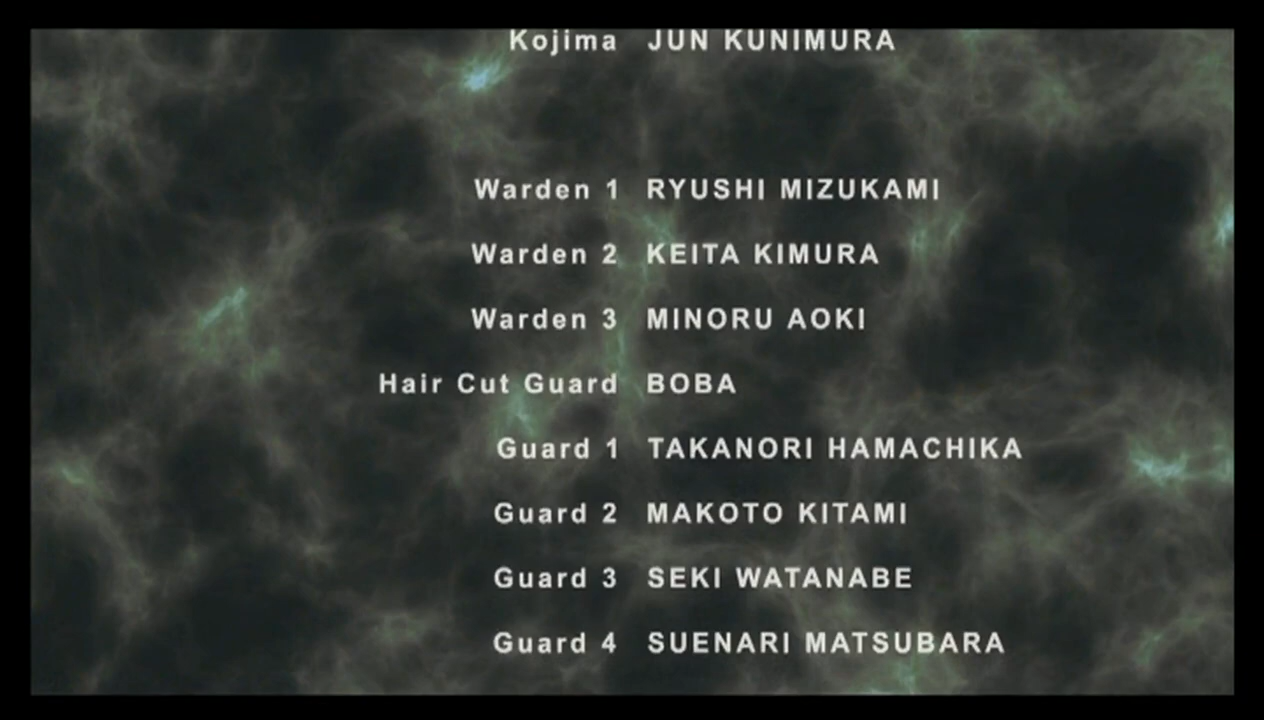 Kojima JUN KUNIMURA
Warden 1 RYUSHI MIZUKAMI
Warden 2 KEITA KIMURA
Warden 3 MINORU AOKI
Hair Cut Guard BOBA
Guard 1 TAKANORI HAMACHIKA
Guard 2 MAKOTO KITAMI
Guard 3 SEKI WATANABE
Guard 4 SUENARI MATSUBARA